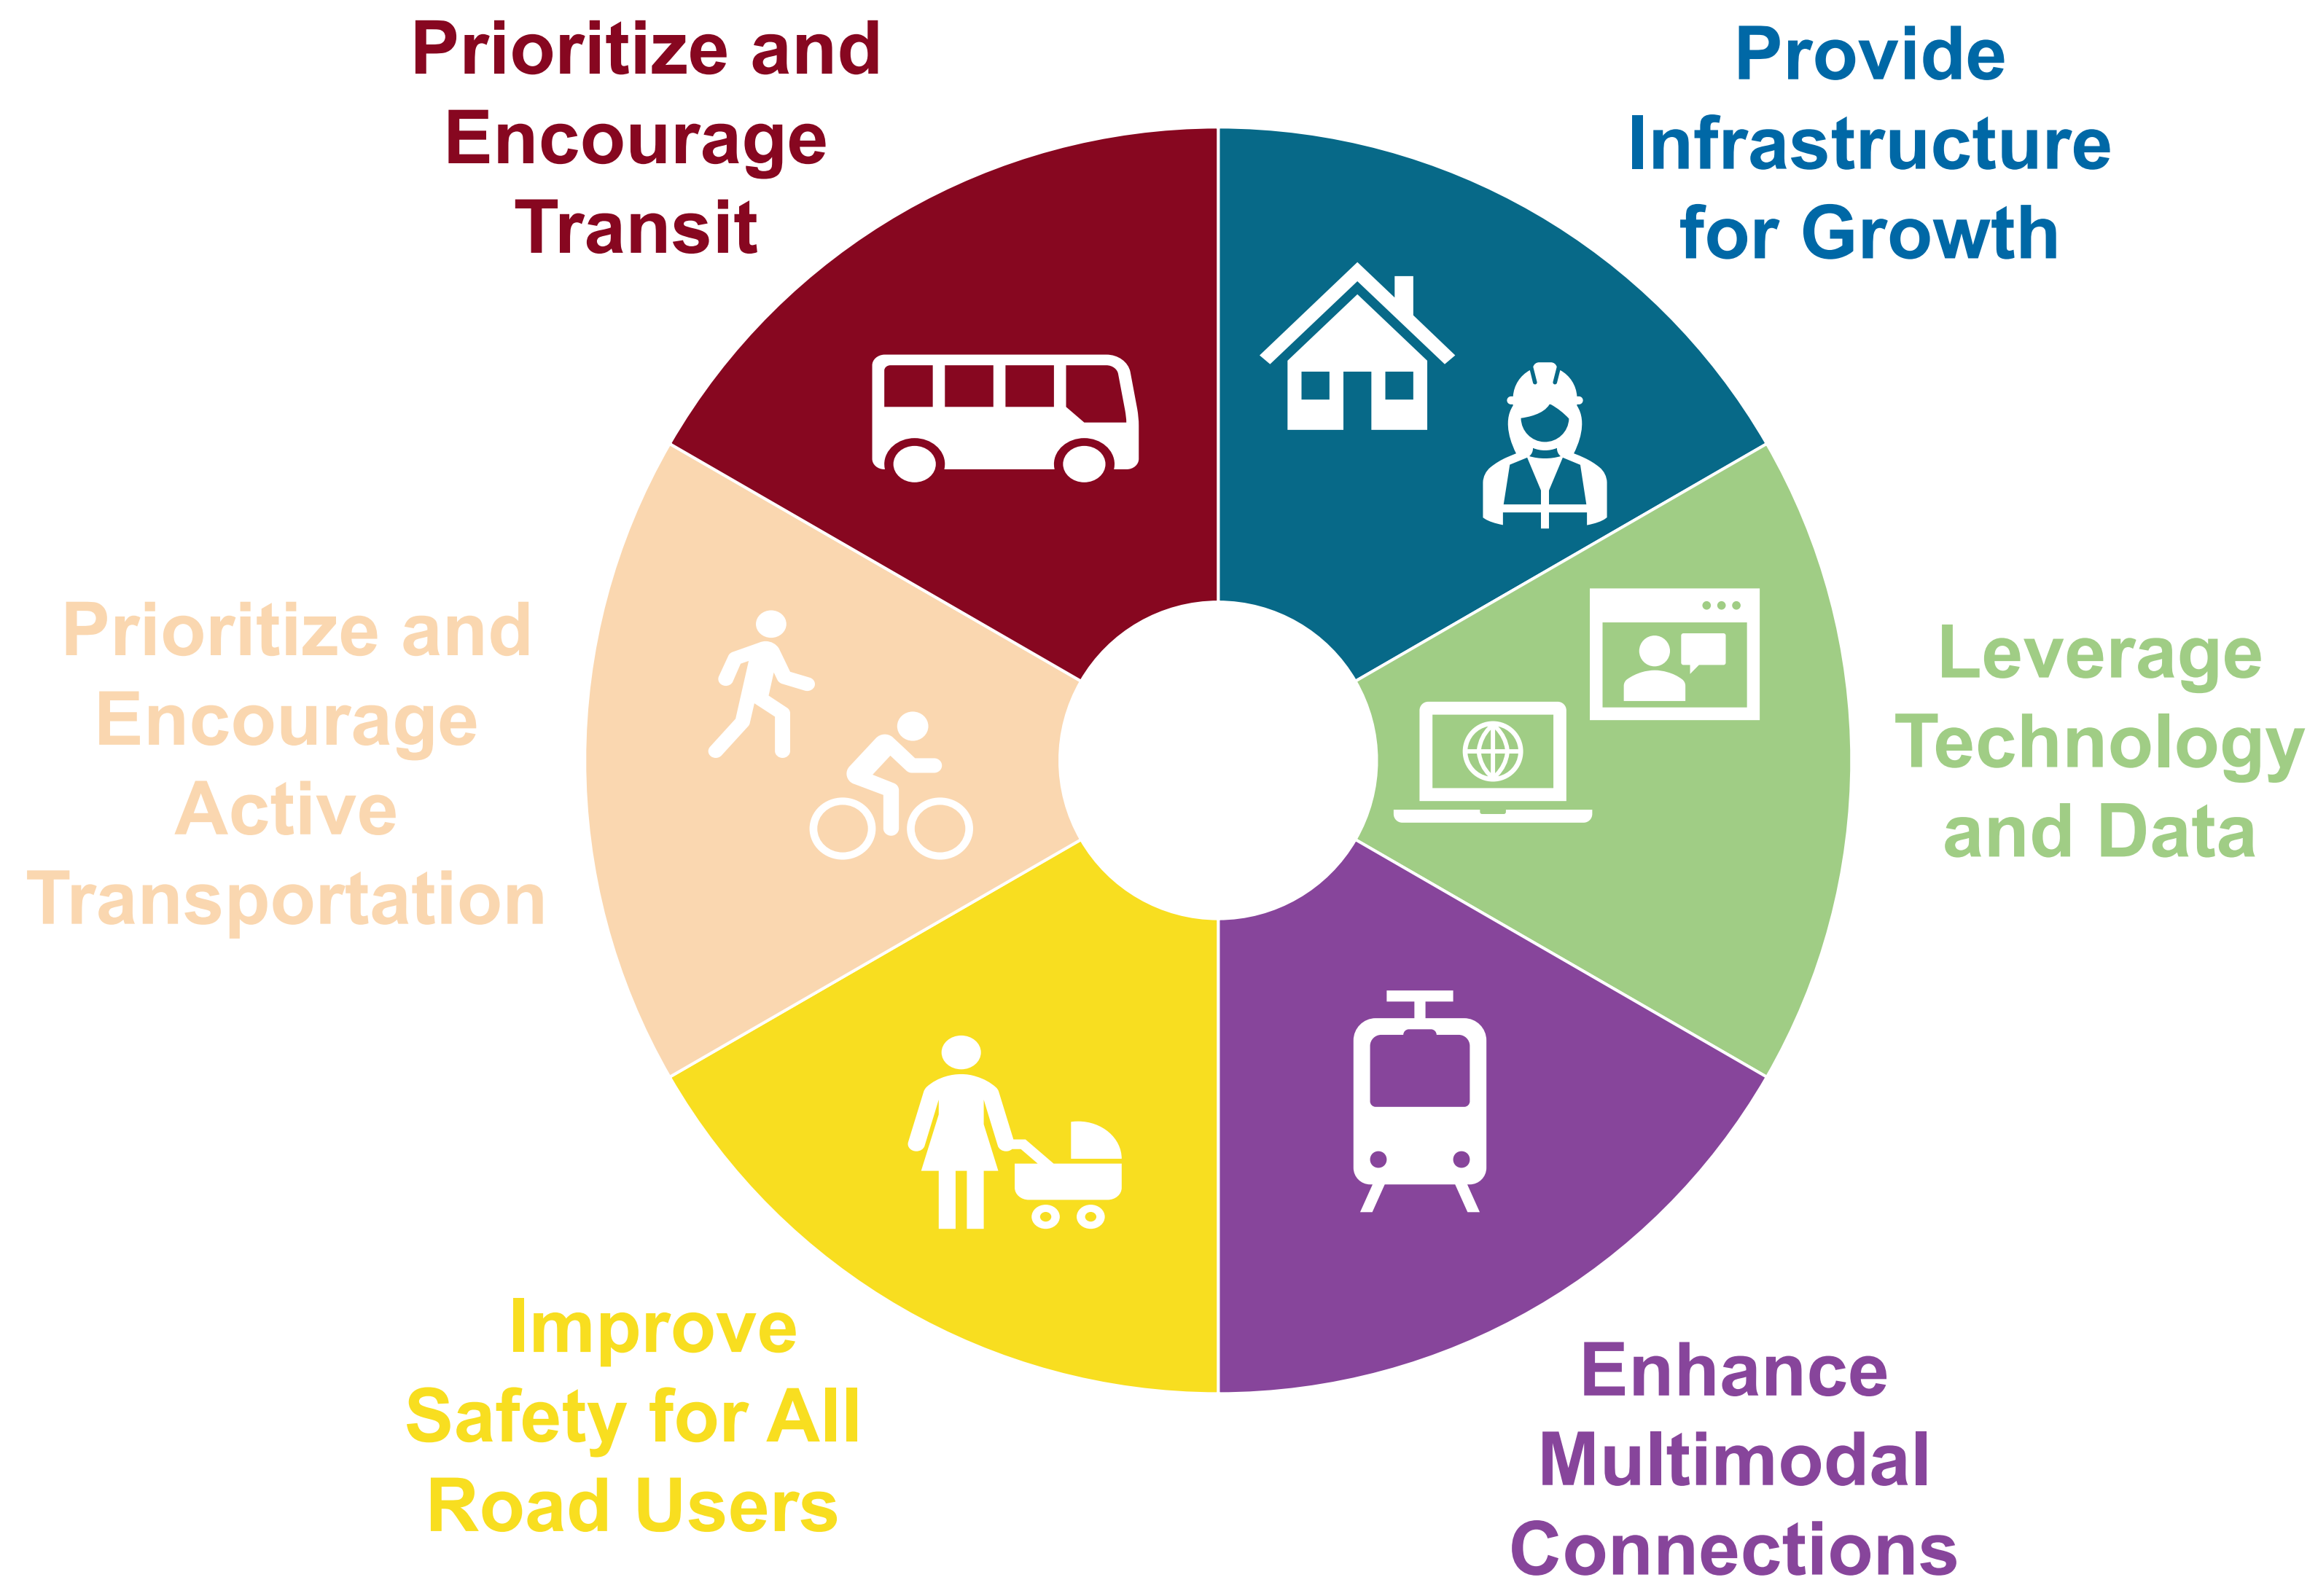 Prioritize and
Encourage
Transit
Provide
Infrastructure
for Growth
Prioritize and
Encourage
Active
Transportation
Leverage
Technology
and Data
Improve
Safety for All
Road Users
Enhance
Multimodal
Connections